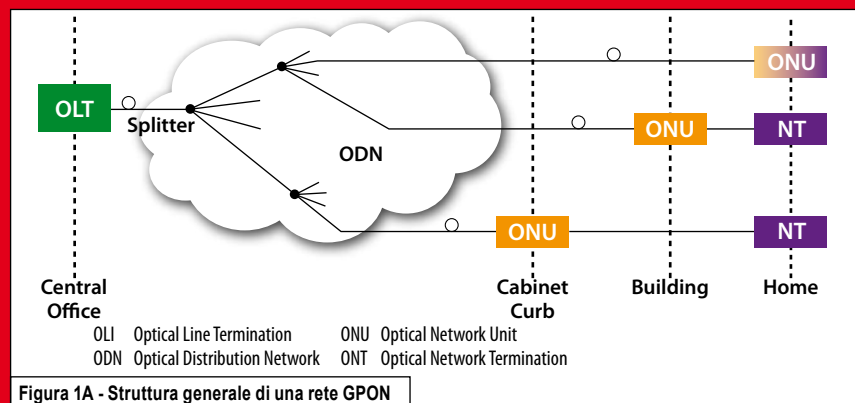 ONU
OLT
Splitter
ODN
ONU
NT
ONU
NT
Central
Office
Cabinet
Curb
Building
Home
OLI Optical Line Termination ONU Optical Network Unit
ODN Optical Distribution Network ONT Optical Network Termination
Figura 1A - Struttura generale di una rete GPON